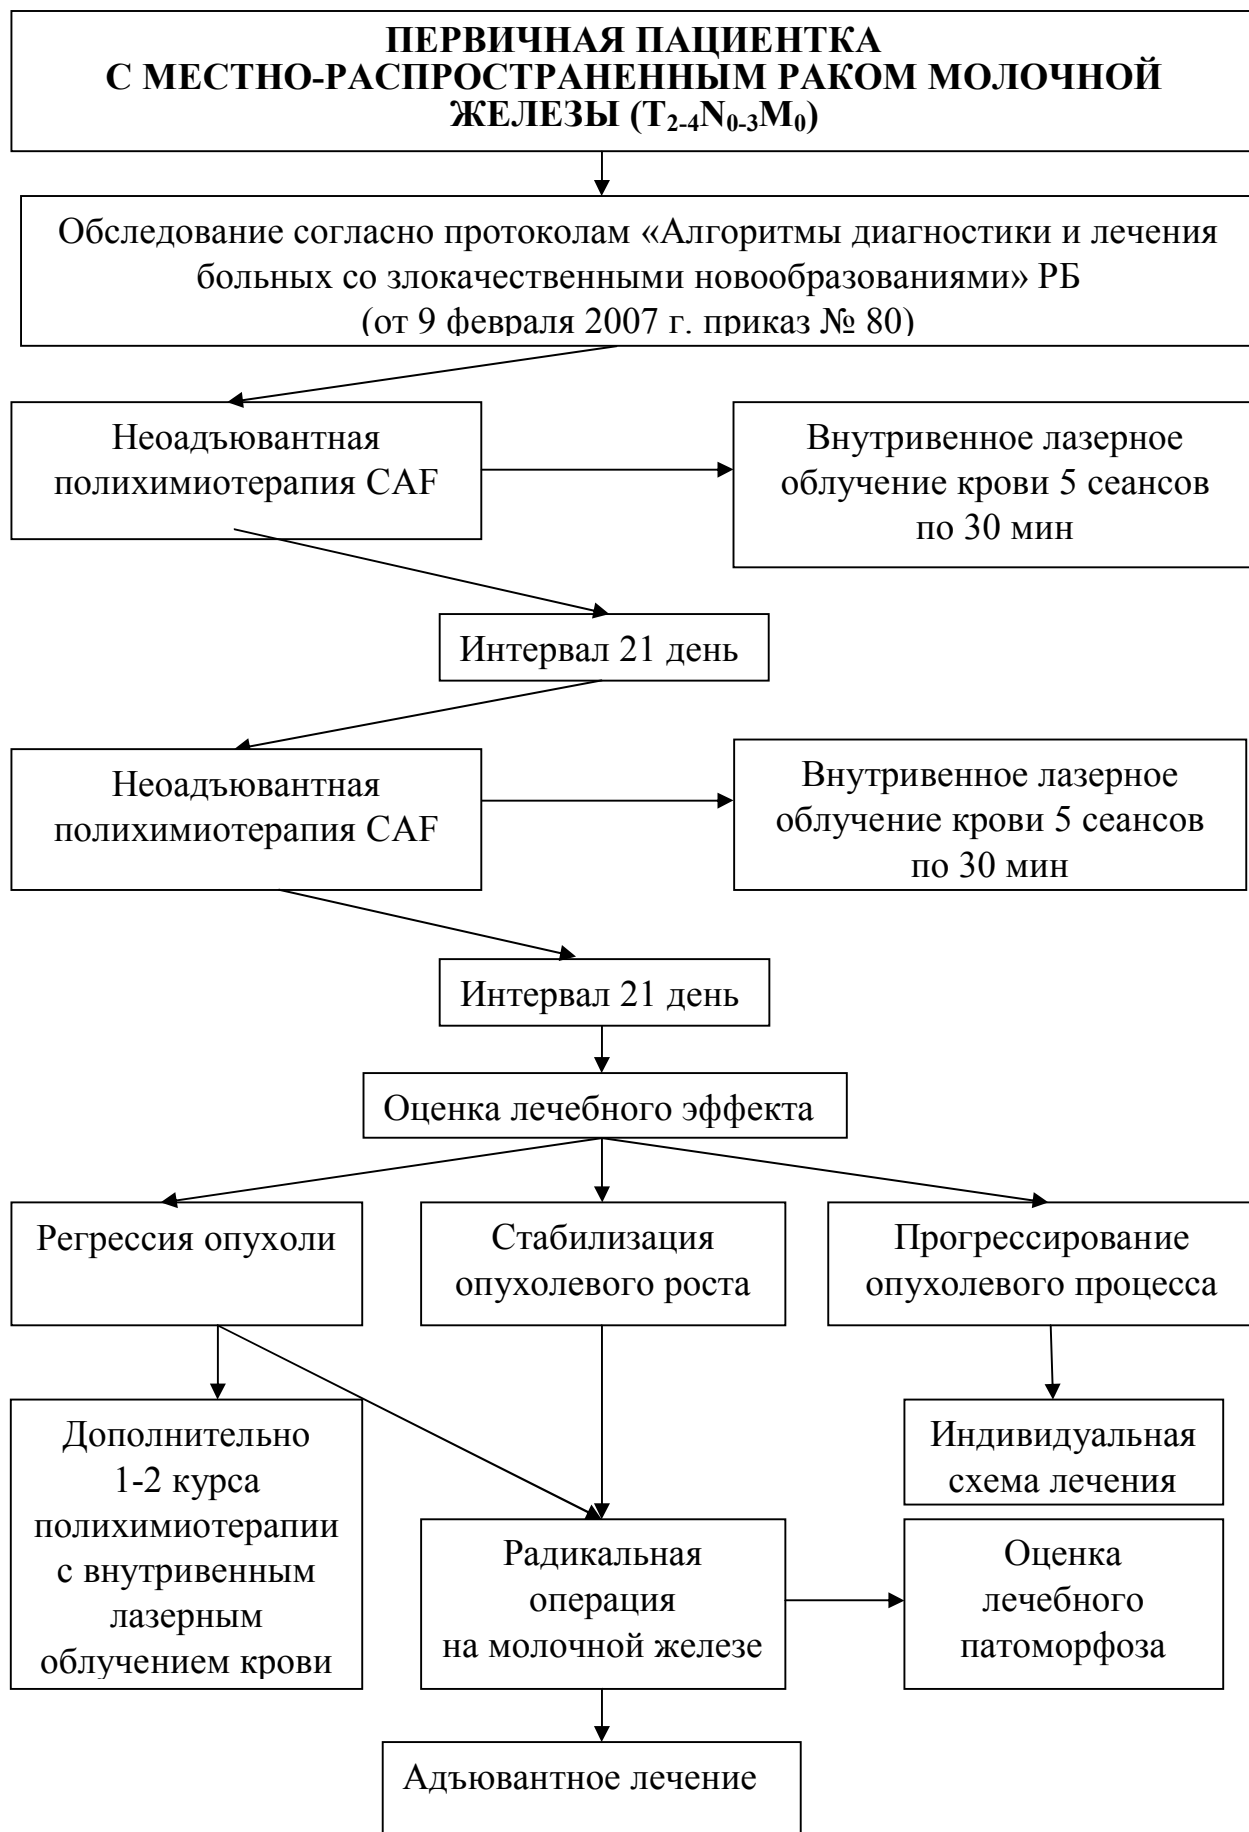 ПЕРВИЧНАЯ ПАЦИЕНТКА
С МЕСТНО-РАСПРОСТРАНЕННЫМ РАКОМ МОЛОЧНОЙ
ЖЕЛЕЗЫ (T2-4N0-3M0)
Обследование согласно протоколам «Алгоритмы диагностики и лечения
больных со злокачественными новообразованиями» РБ
(от 9 февраля 2007 г. приказ № 80)
Неоадъювантная
полихимиотерапия CAF
Внутривенное лазерное
облучение крови 5 сеансов
по 30 мин
Интервал 21 день
Неоадъювантная
полихимиотерапия CAF
Внутривенное лазерное
облучение крови 5 сеансов
по 30 мин
Интервал 21 день
Оценка лечебного эффекта
Регрессия опухоли
Стабилизация
опухолевого роста
Прогрессирование
опухолевого процесса
Дополнительно
1-2 курса
полихимиотерапии
с внутривенным
лазерным
облучением крови
Индивидуальная
схема лечения
Радикальная
операция
на молочной железе
Оценка
лечебного
патоморфоза
Адъювантное лечение